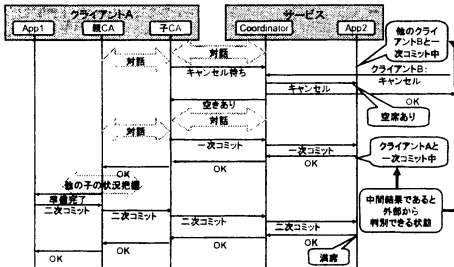 クライアントA
サービス
App1
親CA
子CA
Coordinator
App2
対話
対話
他のクライ
アントBと一
次コミット中
キャンセル待ち
クライアントB:
キャンセル
キャンセル
空きあり
OK
空席あり
対話
対話
一次コミット
一次コミット
クライアントAと
一次コミット中
OK
OK
OK
他の子の状況把握
準備完了
二次コミット
二次コミット
二次コミット
二次コミット
中間結果であると
外部から
判別できる状態
OK
OK
OK
OK
満席